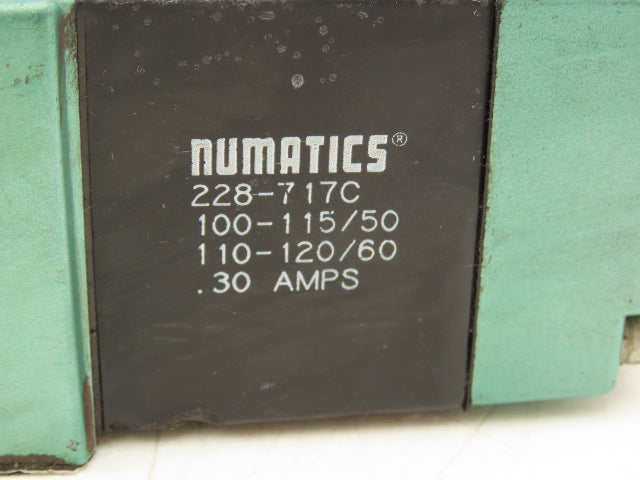 numatics®
228-717C
100-115/50
110-120/60
.30 AMPS